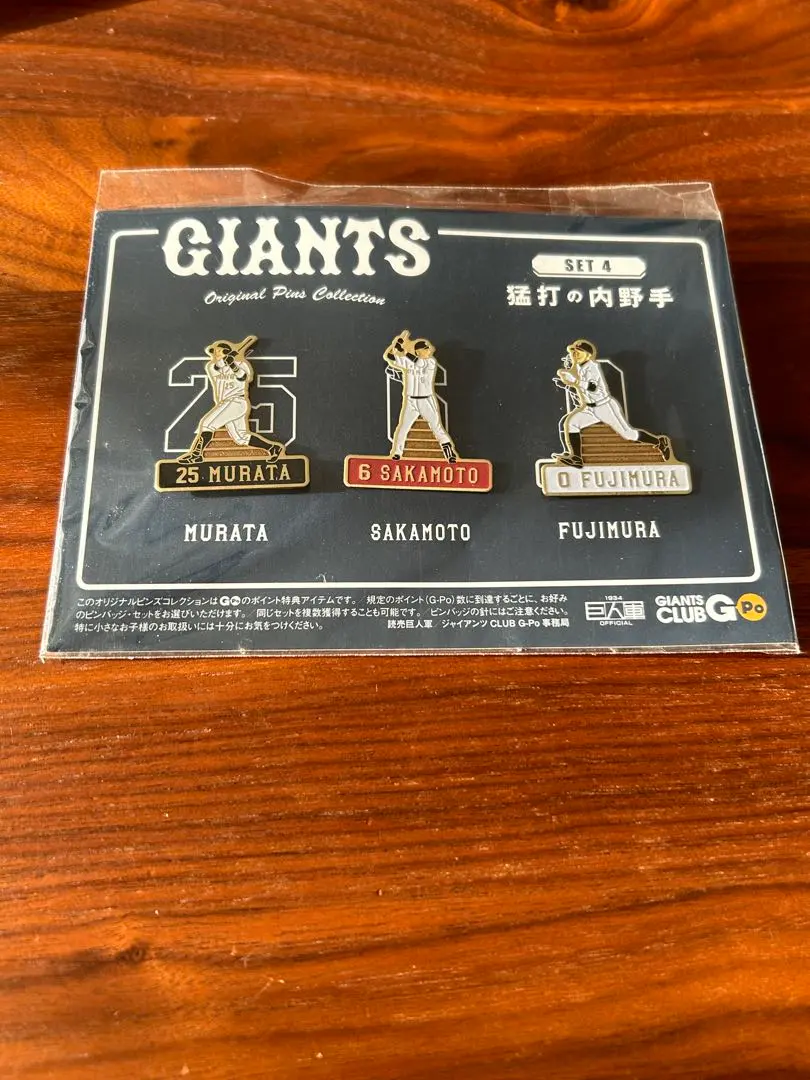 GIANTS
Original Pins Collection
SET 4
猛打の内野手
25
15
25 MURATA
6 SAKAMOTO
0 FUJIMURA
MURATA
SAKAMOTO
FUJIMURA
このオリジナルピンズコレクションはG-Poのポイント特典アイテムです。／規定のポイント(G-Po)数に到達するごとに、お好み
のピンバッジ・セットをお選びいただけます。 同じセットを複数獲得することも可能です。／ピンバッジの針にはご注意ください。
特に小さなお子様のお取扱いには十分にお気をつけください。 読売巨人軍／ジャイアンツ CLUB G-Po 事務局
1934
巨人軍
OFFICIAL
GIANTS
CLUB G Po